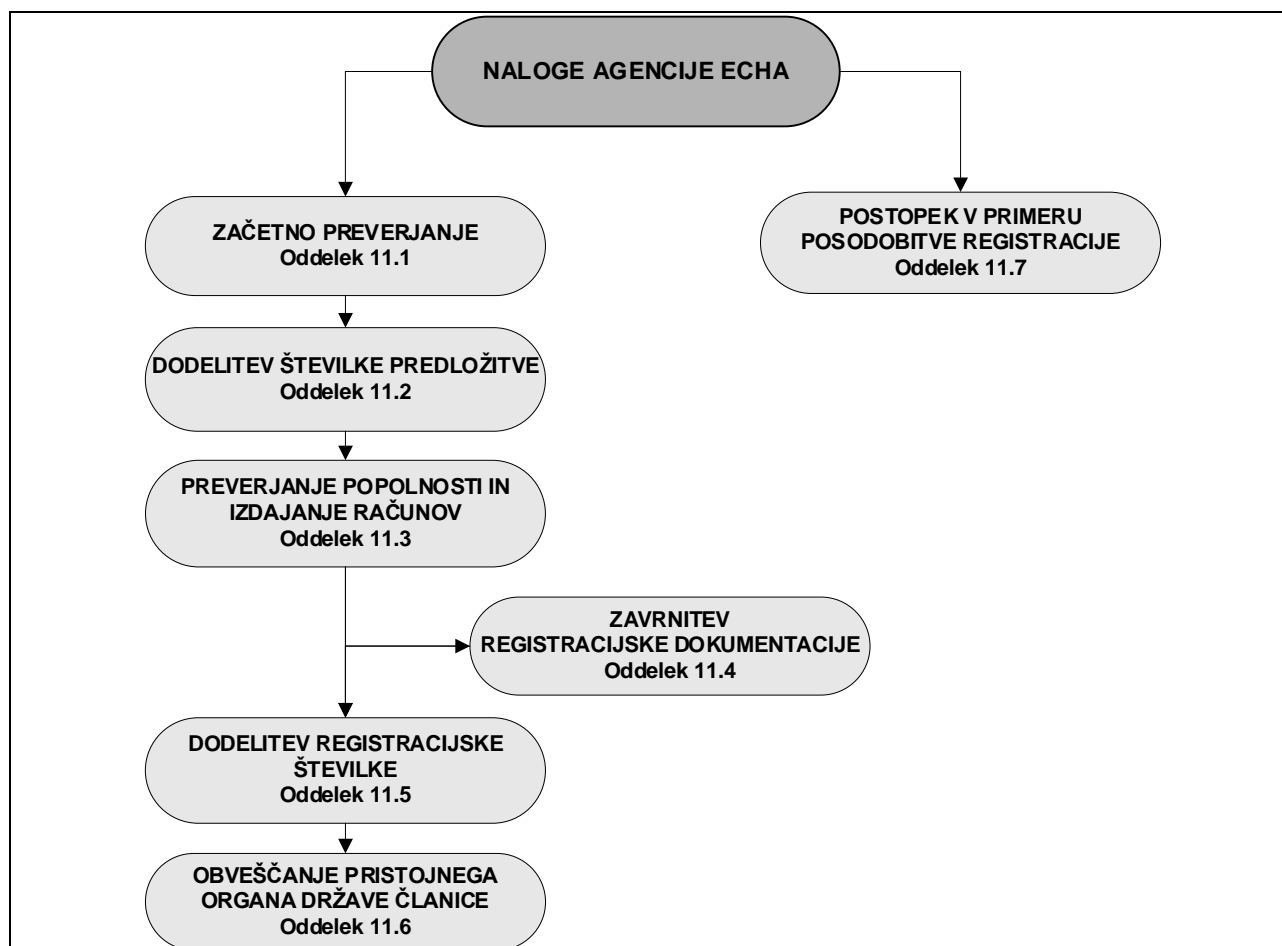 NALOGE AGENCIJE ECHA
ZAČETNO PREVERJANJE
Oddelek 11.1
POSTOPEK V PRIMERU
POSODOBITVE REGISTRACIJE
Oddelek 11.7
DODELITEV ŠTEVILKE PREDLOŽITVE
Oddelek 11.2
PREVERJANJE POPOLNOSTI IN
IZDAJANJE RAČUNOV
Oddelek 11.3
ZAVRNITEV
REGISTRACIJSKE DOKUMENTACIJE
Oddelek 11.4
DODELITEV REGISTRACIJSKE
ŠTEVILKE
Oddelek 11.5
OBVEŠČANJE PRISTOJNEGA
ORGANA DRŽAVE ČLANICE
Oddelek 11.6